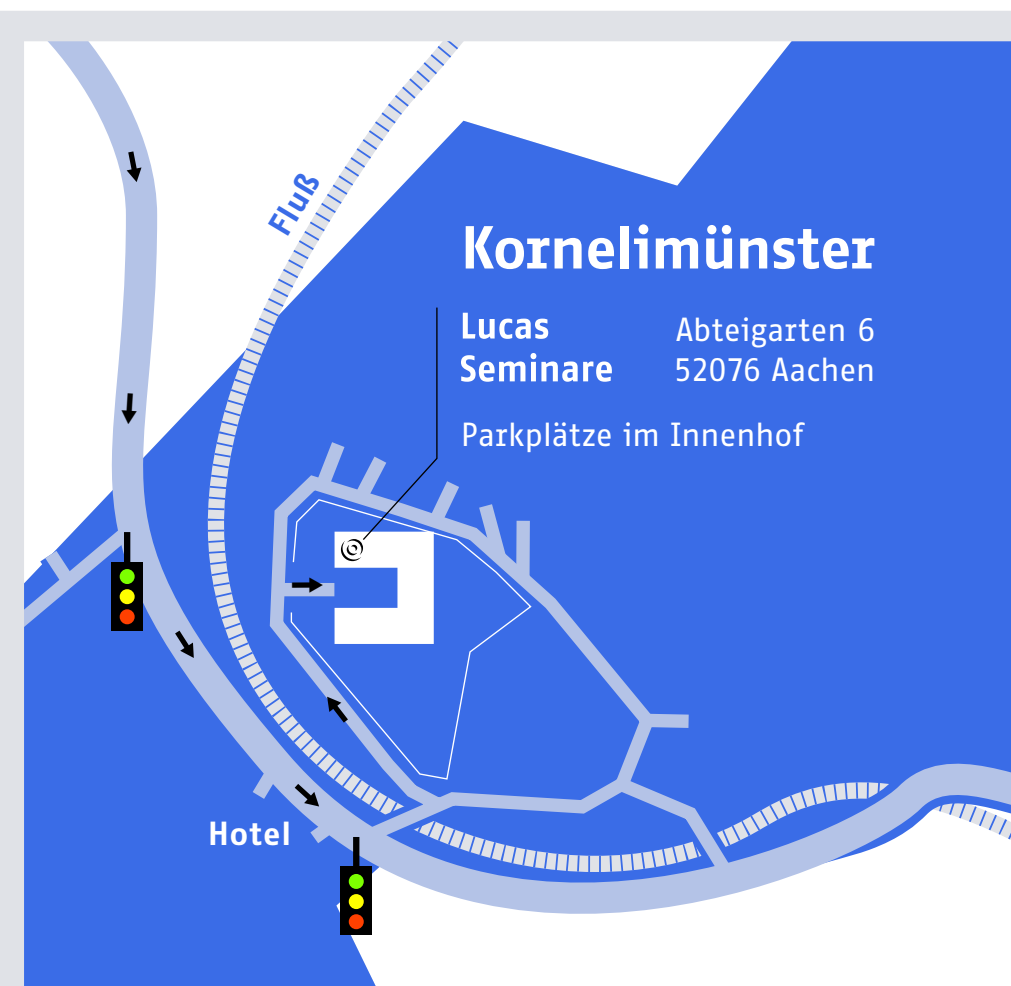 Fluß
Kornelimünster
Lucas
Seminare
Abteigarten 6
52076 Aachen
Parkplätze im Innenhof
Hotel